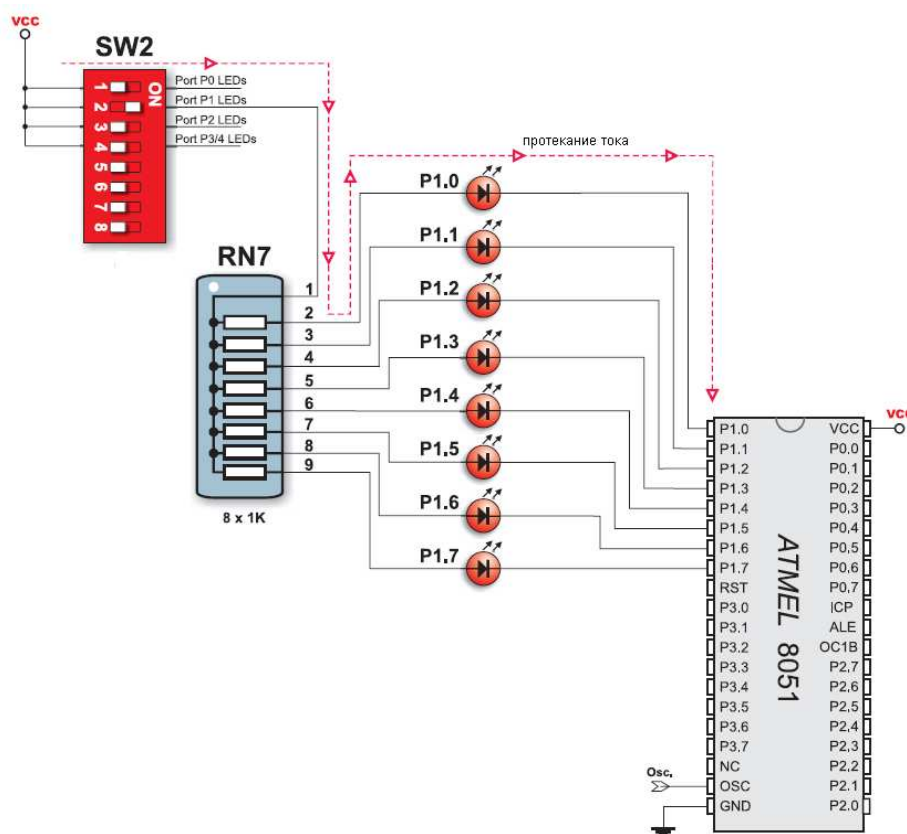 vcc
SW2
ON
1
2
3
4
5
6
7
8
Port P0 LEDs
Port P1 LEDs
Port P2 LEDs
Port P3/4 LEDs
протекание тока
RN7
1
2
3
4
5
6
7
8
9
8 x 1K
P1.0
P1.1
P1.2
P1.3
P1.4
P1.5
P1.6
P1.7
vcc
P1.0
P1.1
P1.2
P1.3
P1.4
P1.5
P1.6
P1.7
RST
P3.0
P3.1
P3.2
P3.3
P3.4
P3.5
P3.6
P3.7
NC
OSC
GND
ATMEL 8051
VCC
P0.0
P0.1
P0.2
P0.3
P0.4
P0.5
P0.6
P0.7
ICP
ALE
OC1B
P2.7
P2.6
P2.5
P2.4
P2.3
P2.2
P2.1
P2.0
Osc.